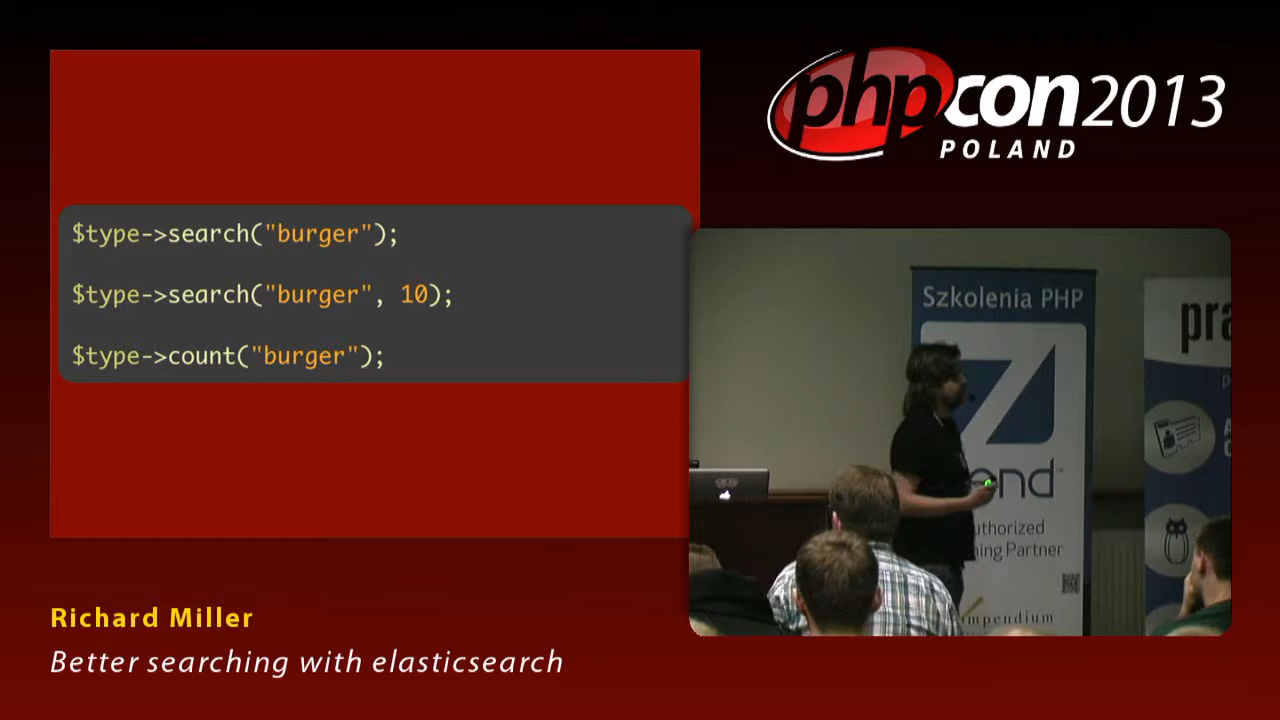 phpcon2013
POLAND
$type->search("burger");
$type->search("burger", 10);
$type->count("burger");
Szkolenia PHP
end
uthorized
ning Partner
mpendium
pra
Richard Miller
Better searching with elasticsearch